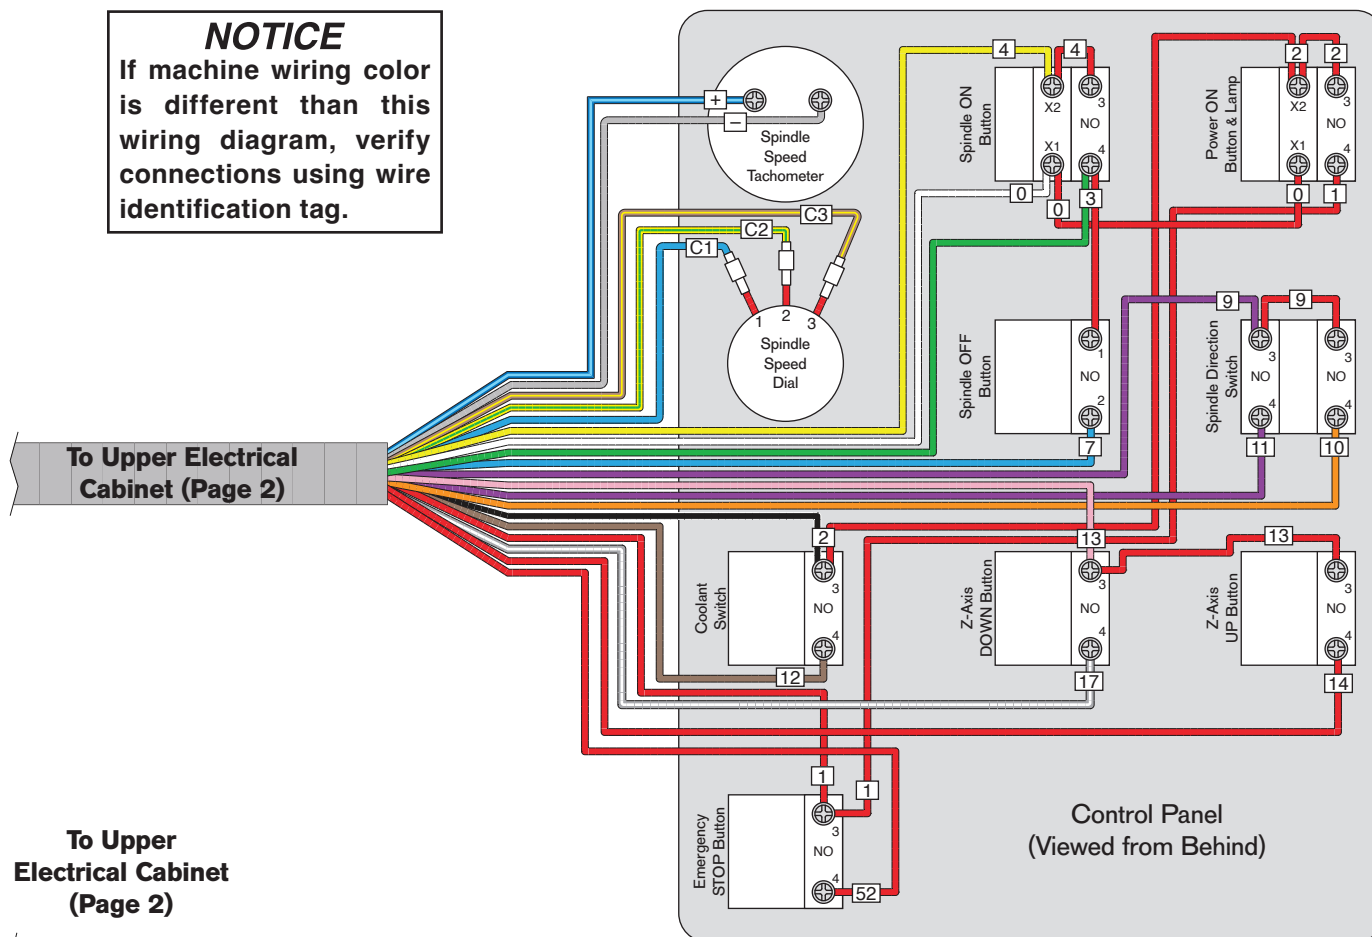 NOTICE
If machine wiring color
is different than this
wiring diagram, verify
connections using wire
identification tag.
To Upper Electrical
Cabinet (Page 2)
To Upper
Electrical Cabinet
(Page 2)
+
−
Spindle
Speed
Tachometer
C1
C2
C3
1
2
3
Spindle
Speed
Dial
Spindle ON
Button
4
4
X2
3
NO
X1
4
0
0
3
Power ON
Button & Lamp
2
2
X2
3
NO
X1
4
0
1
Spindle OFF
Button
1
NO
2
7
Spindle Direction
Switch
9
9
3
3
NO
NO
4
4
11
10
Coolant
Switch
2
3
NO
4
12
Z-Axis
DOWN Button
13
3
NO
4
17
Z-Axis
UP Button
13
3
NO
4
14
Emergency
STOP Button
1
1
3
NO
4
52
Control Panel
(Viewed from Behind)